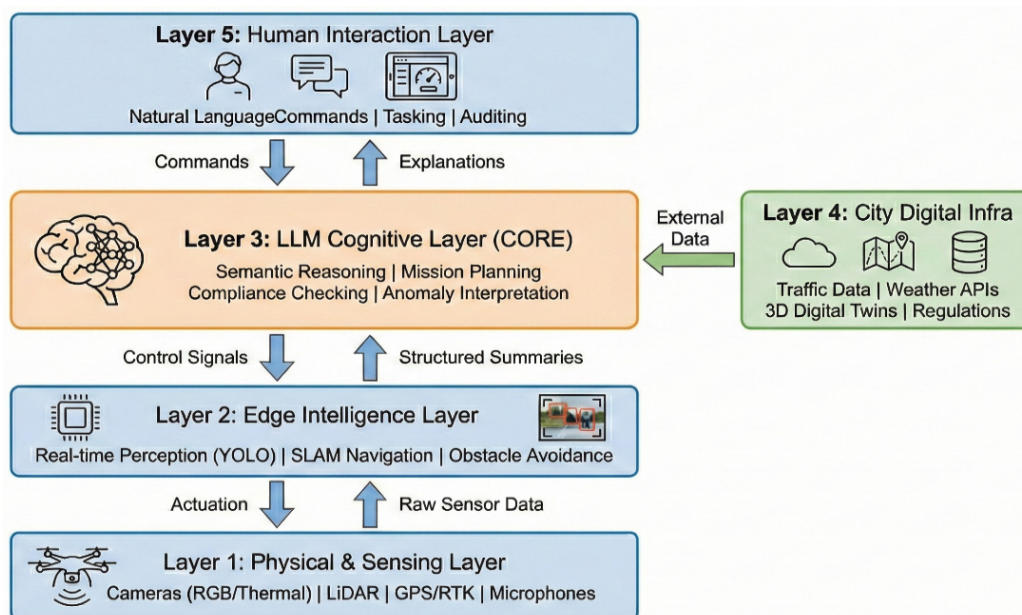 Layer 5: Human Interaction Layer
Natural LanguageCommands | Tasking | Auditing
Commands
Explanations
Layer 3: LLM Cognitive Layer (CORE)
Semantic Reasoning | Mission Planning
Compliance Checking | Anomaly Interpretation
External
Data
Layer 4: City Digital Infra
Traffic Data | Weather APIs
3D Digital Twins | Regulations
Control Signals
Structured Summaries
Layer 2: Edge Intelligence Layer
Real-time Perception (YOLO) | SLAM Navigation | Obstacle Avoidance
Actuation
Raw Sensor Data
Layer 1: Physical & Sensing Layer
Cameras (RGB/Thermal) | LiDAR | GPS/RTK | Microphones